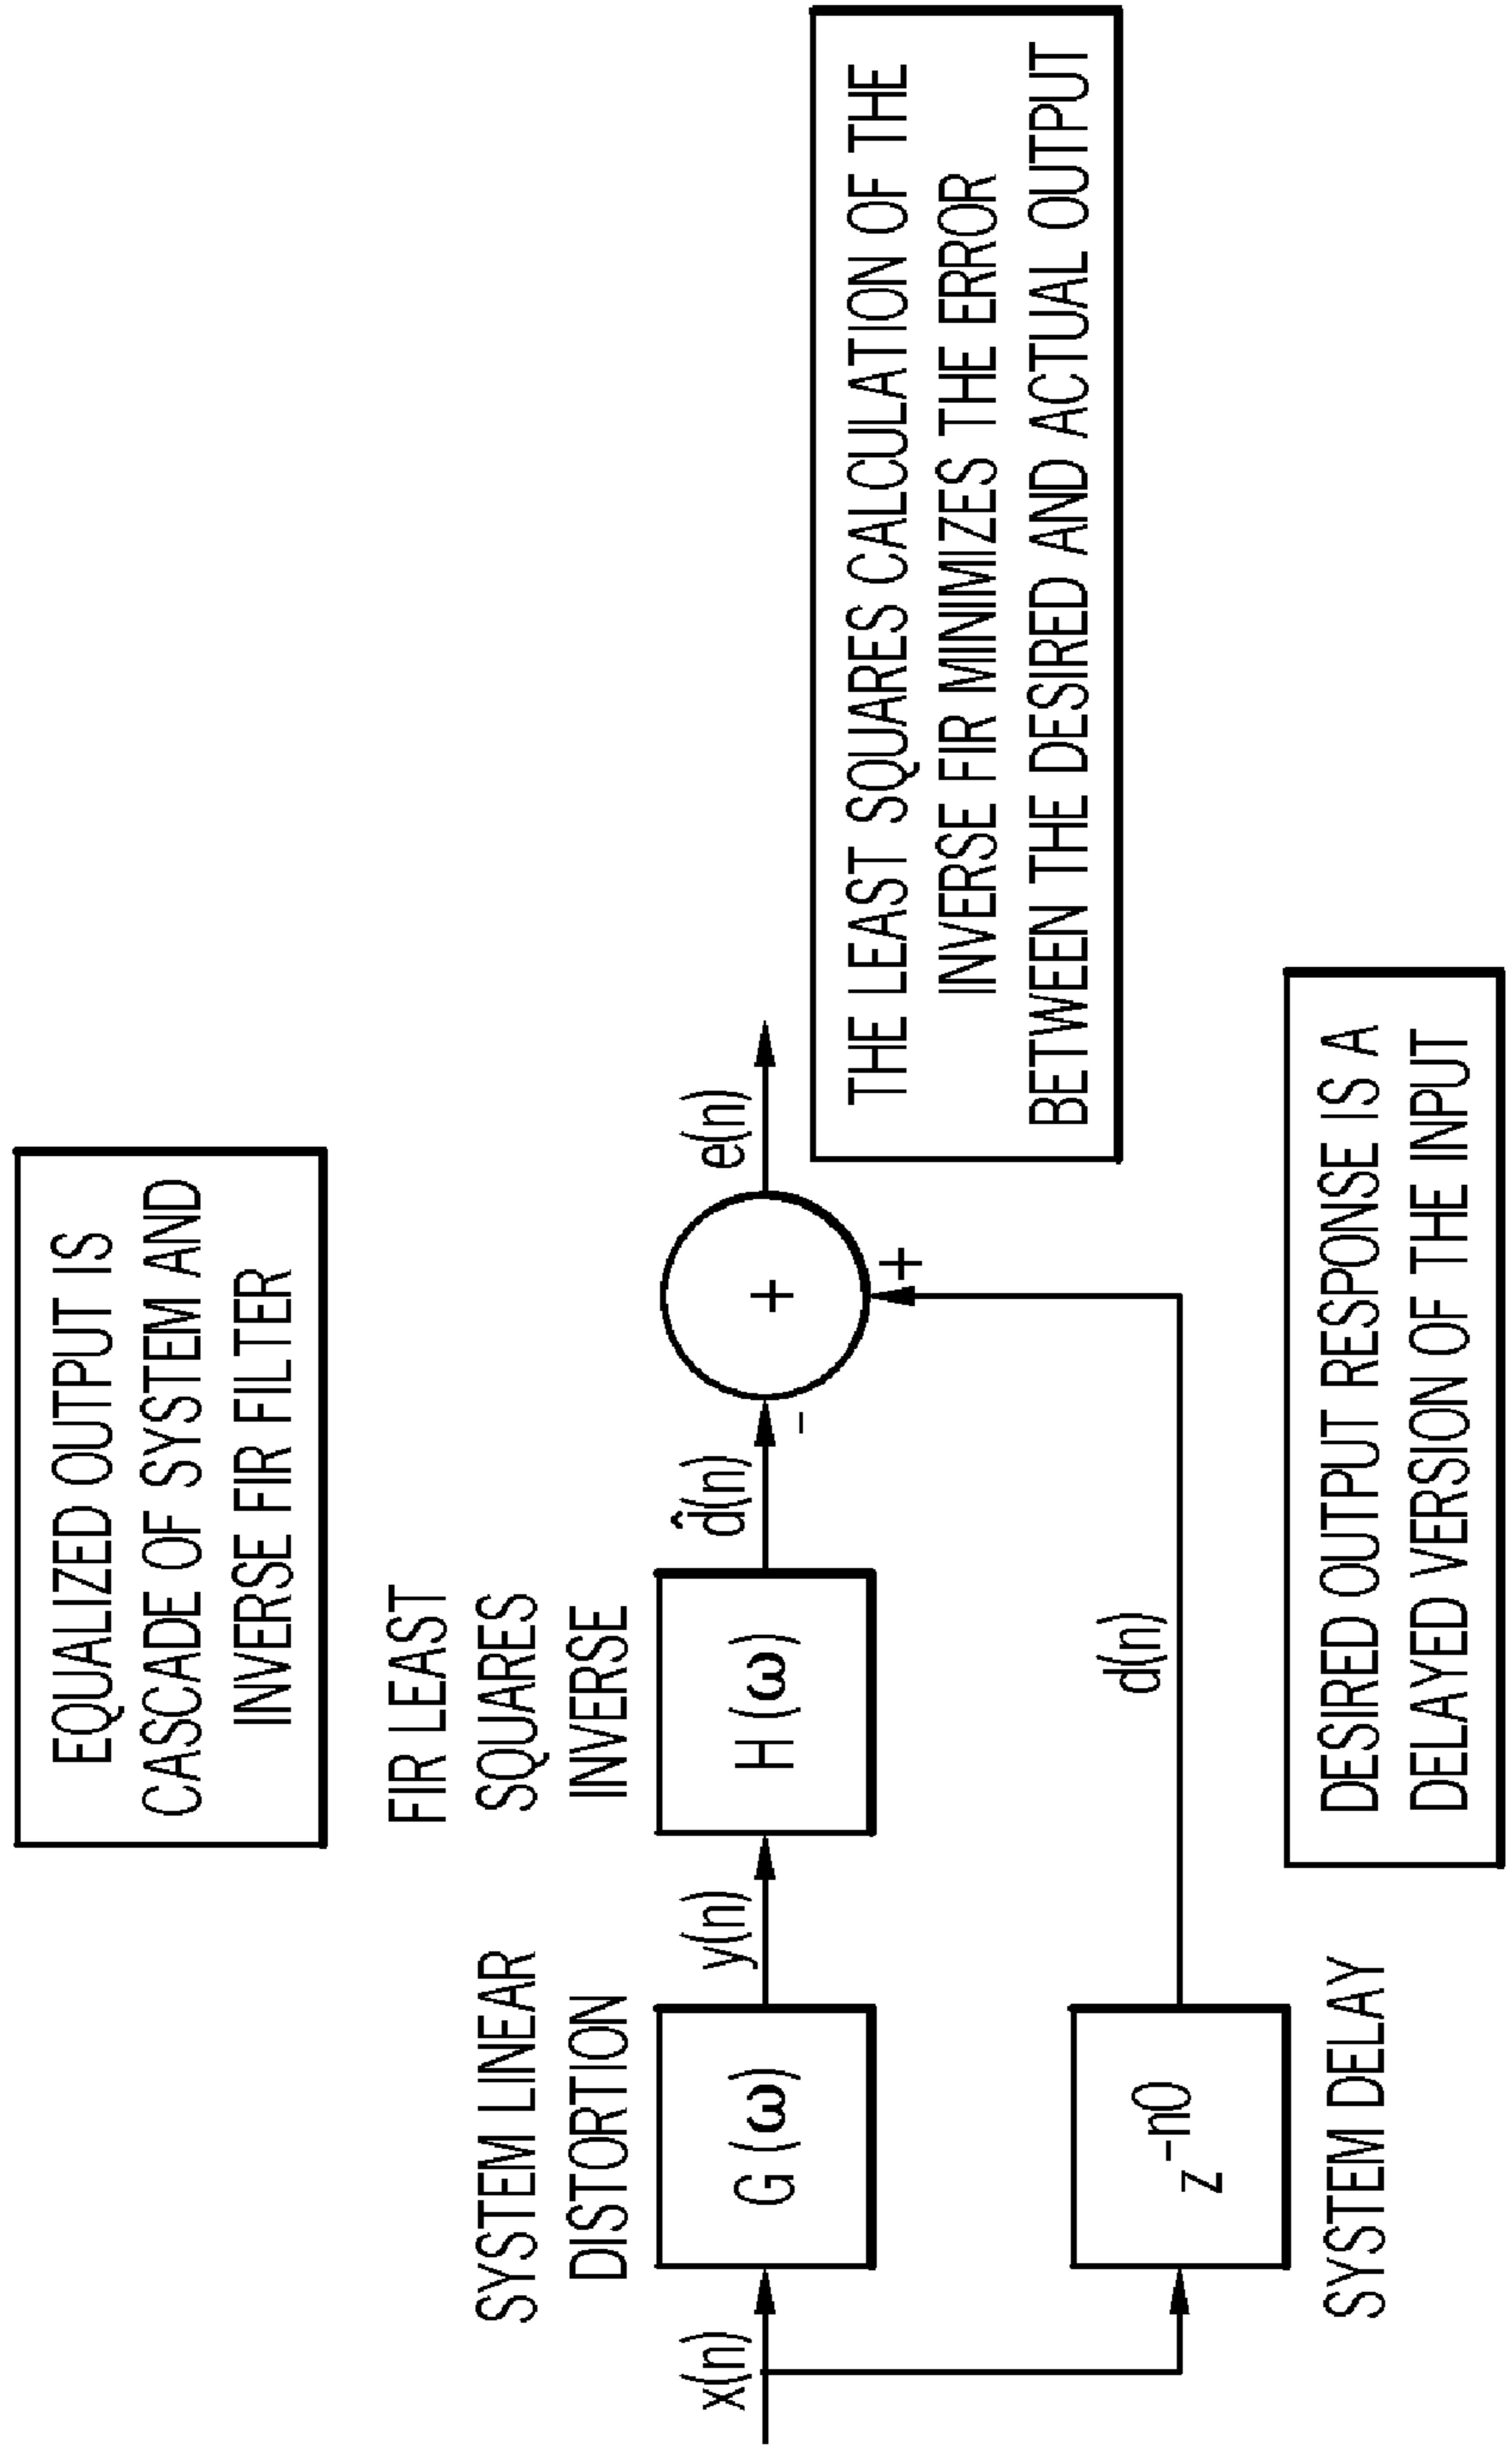 EQUALIZED OUTPUT IS
CASCADE OF SYSTEM AND
INVERSE FIR FILTER
FIR LEAST
SQUARES
INVERSE
SYSTEM LINEAR
DISTORTION
x(n)
G(ω)
y(n)
H(ω)
d̂(n)
-
+
+
e(n)
THE LEAST SQUARES CALCULATION OF THE
INVERSE FIR MINIMIZES THE ERROR
BETWEEN THE DESIRED AND ACTUAL OUTPUT
z⁻ⁿ⁰
d(n)
SYSTEM DELAY
DESIRED OUTPUT RESPONSE IS A
DELAYED VERSION OF THE INPUT